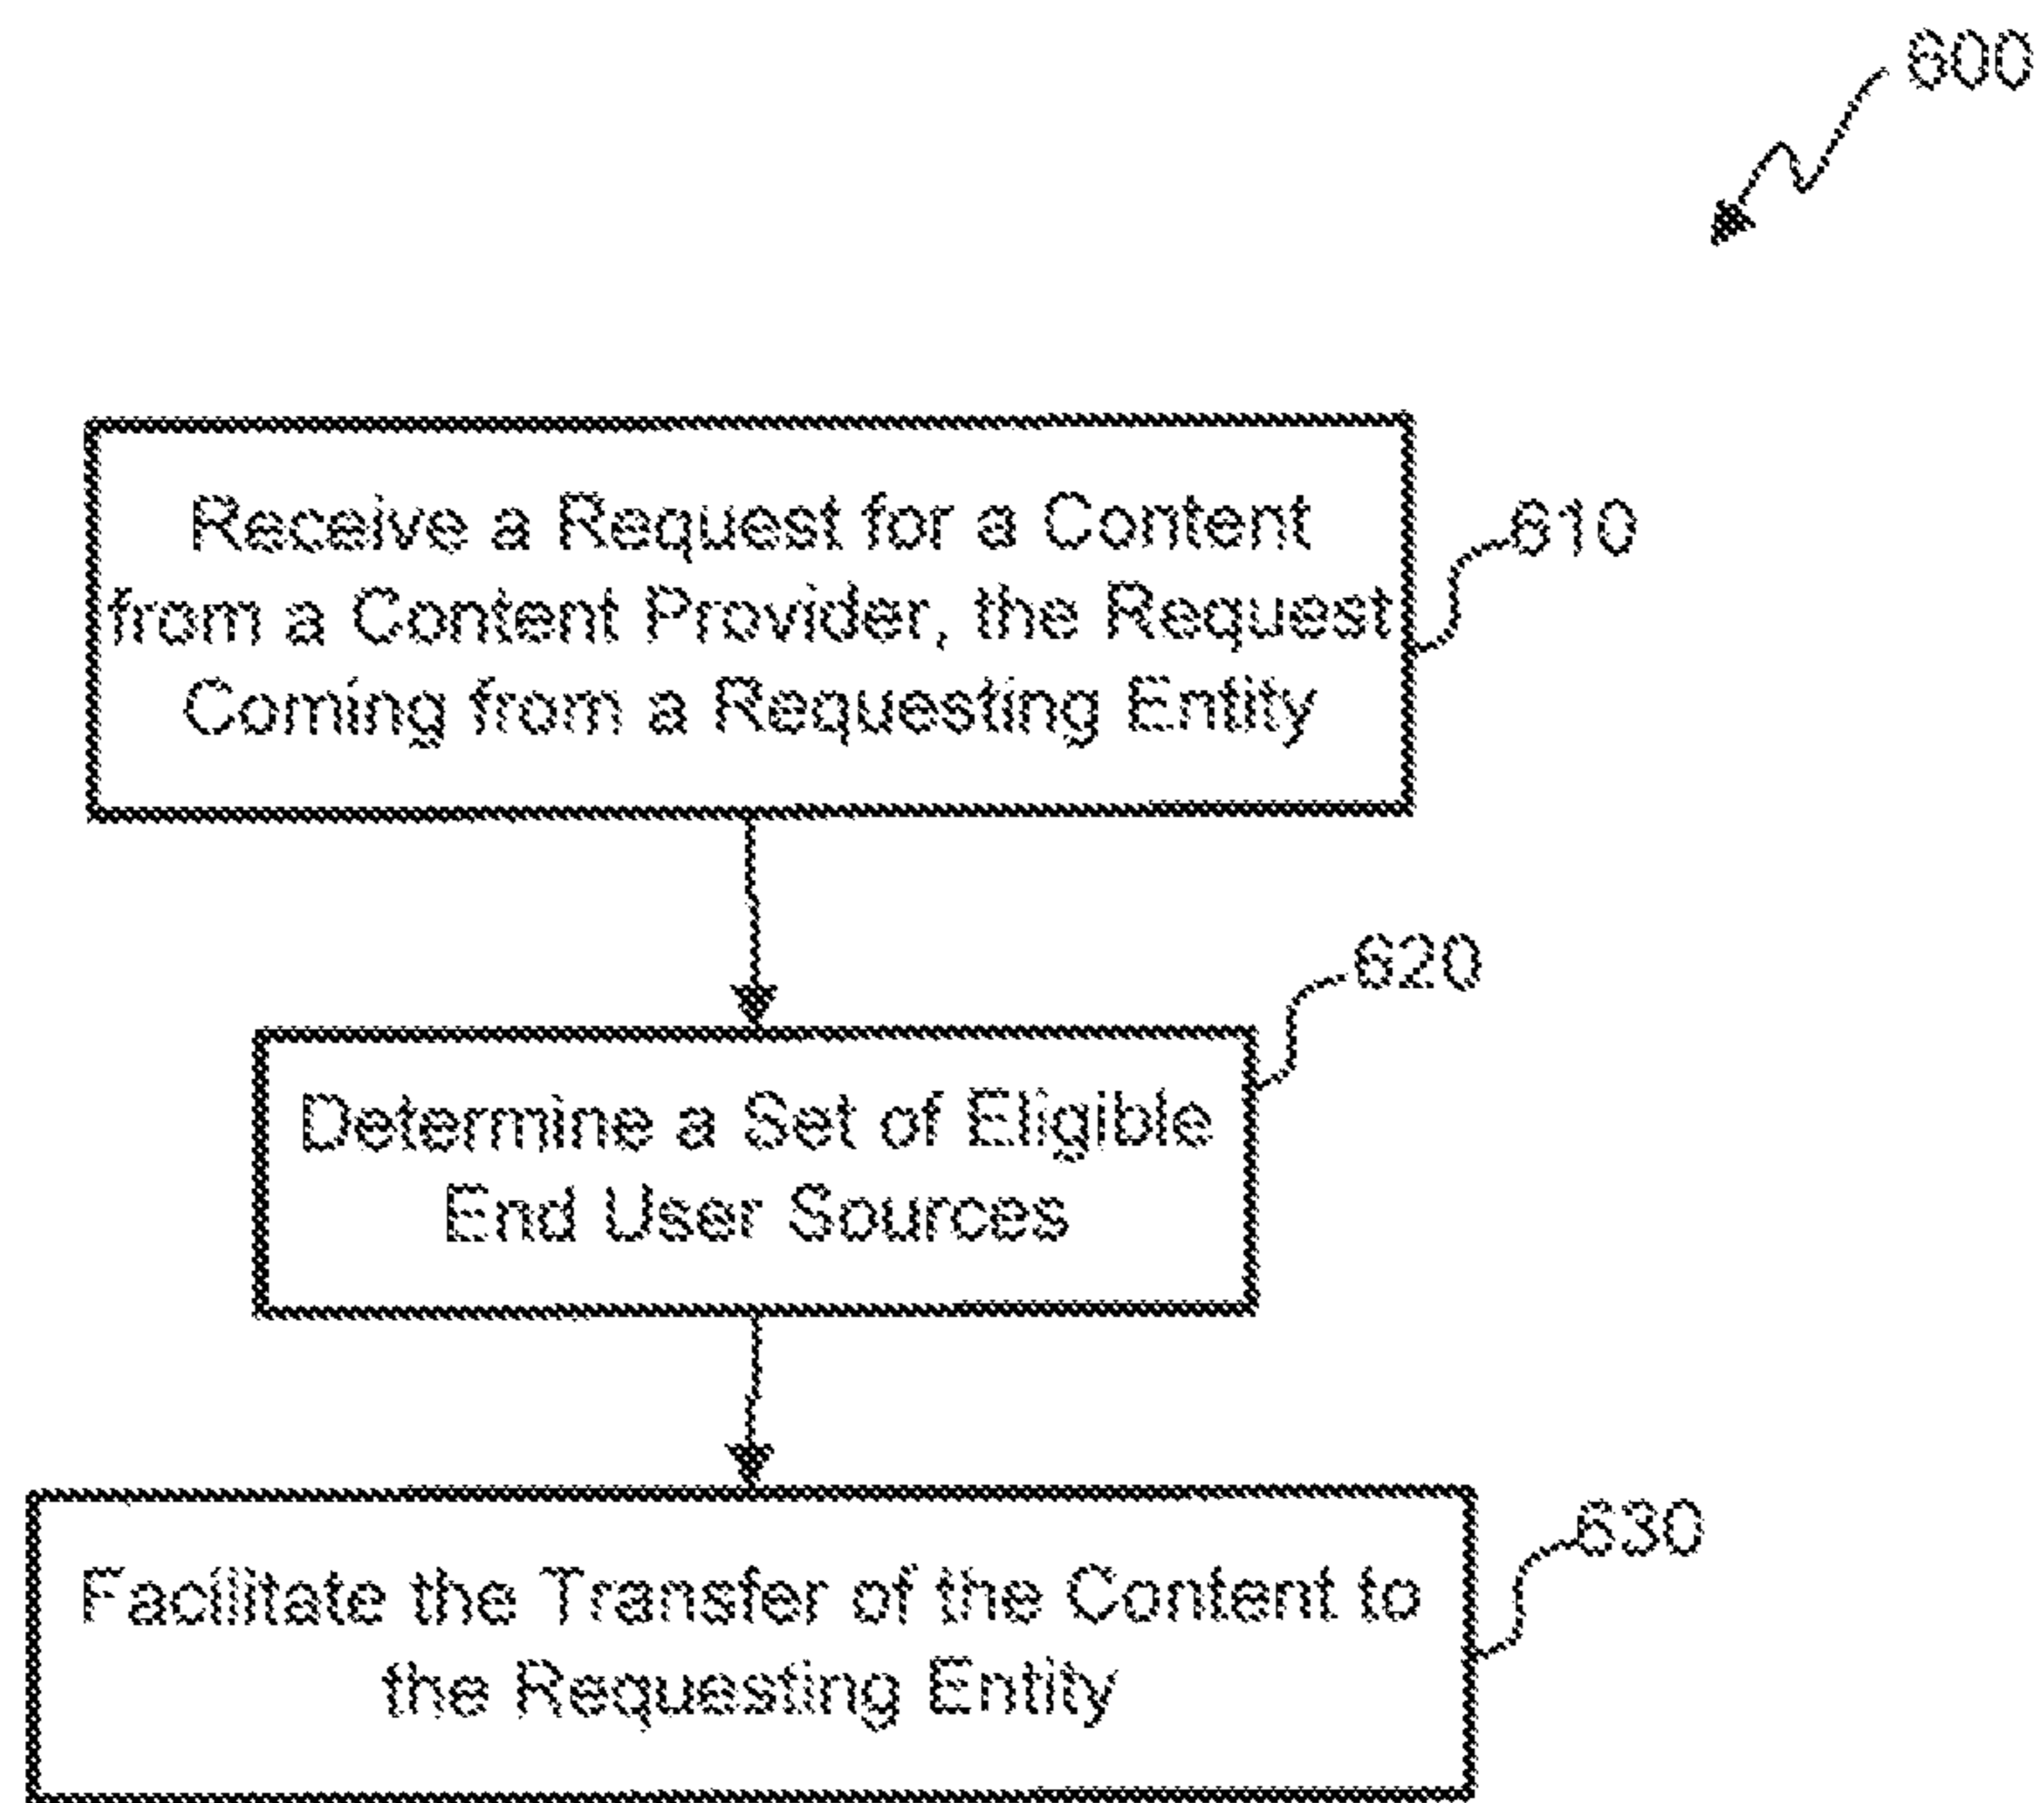 600
Receive a Request for a Content
from a Content Provider, the Request
Coming from a Requesting Entity
610
620
Determine a Set of Eligible
End User Sources
630
Facilitate the Transfer of the Content to
the Requesting Entity